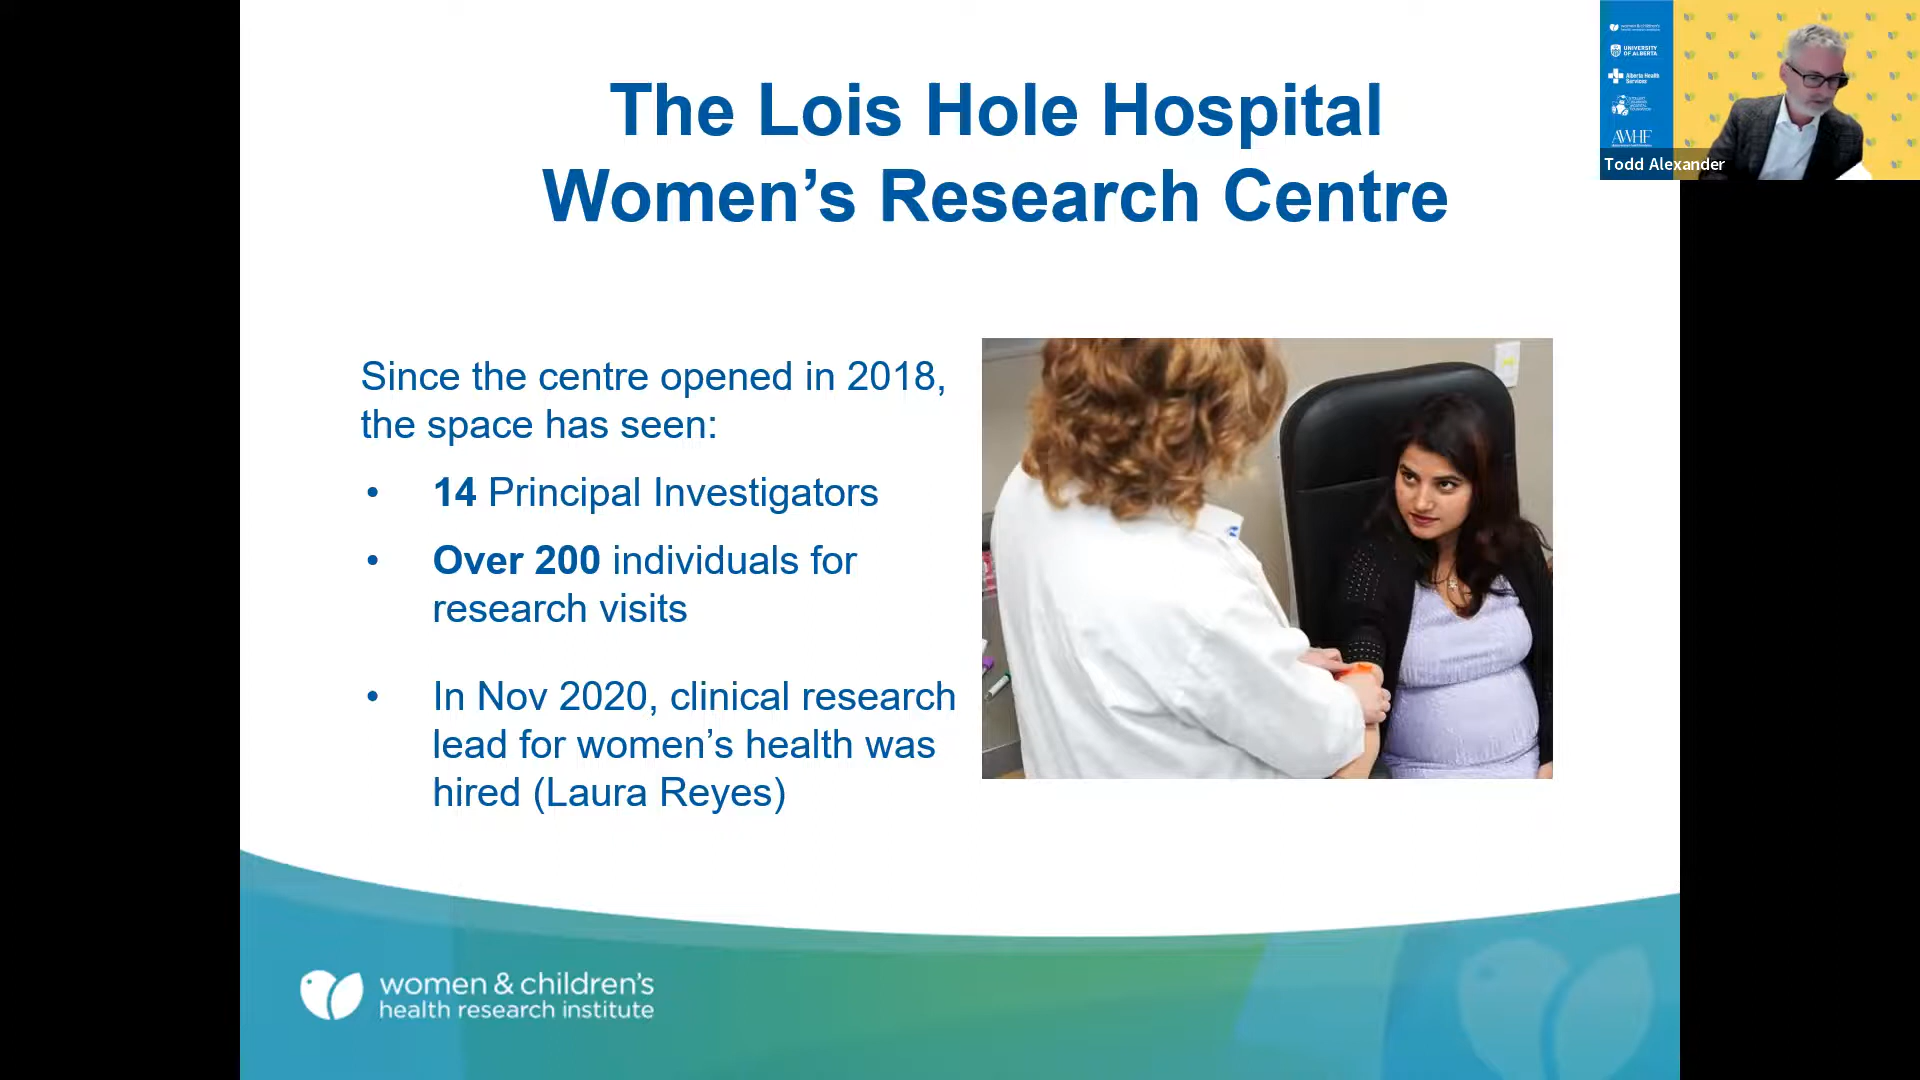 The Lois Hole Hospital
Women’s Research Centre
Since the centre opened in 2018,
the space has seen:
• 14 Principal Investigators
• Over 200 individuals for
research visits
• In Nov 2020, clinical research
lead for women’s health was
hired (Laura Reyes)
women & children’s
health research institute
UNIVERSITY
OF ALBERTA
Alberta Health
Services
AWHF
Todd Alexander